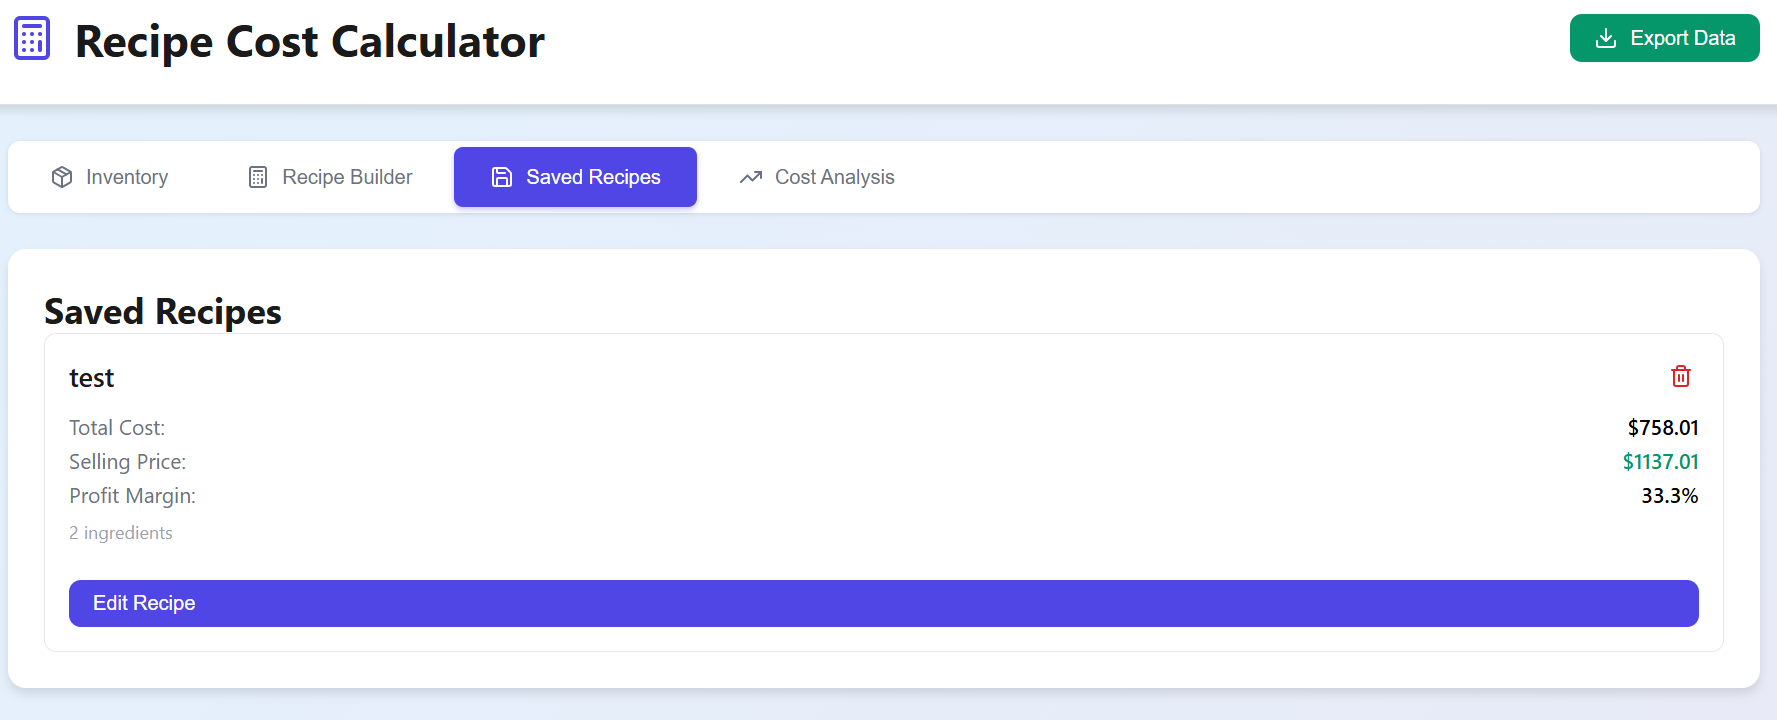 Recipe Cost Calculator
Export Data
Inventory
Recipe Builder
Saved Recipes
Cost Analysis
Saved Recipes
test
Total Cost: $758.01
Selling Price: $1137.01
Profit Margin: 33.3%
2 ingredients
Edit Recipe